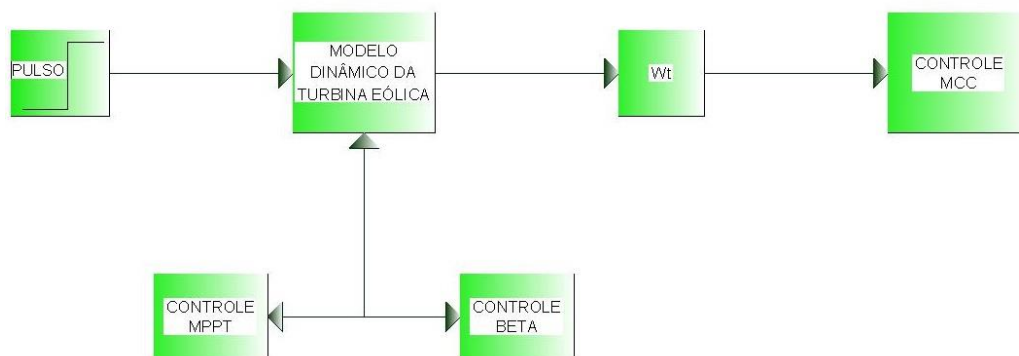 PULSO
MODELO
DINÂMICO DA
TURBINA EÓLICA
Wt
CONTROLE
MCC
CONTROLE
MPPT
CONTROLE
BETA